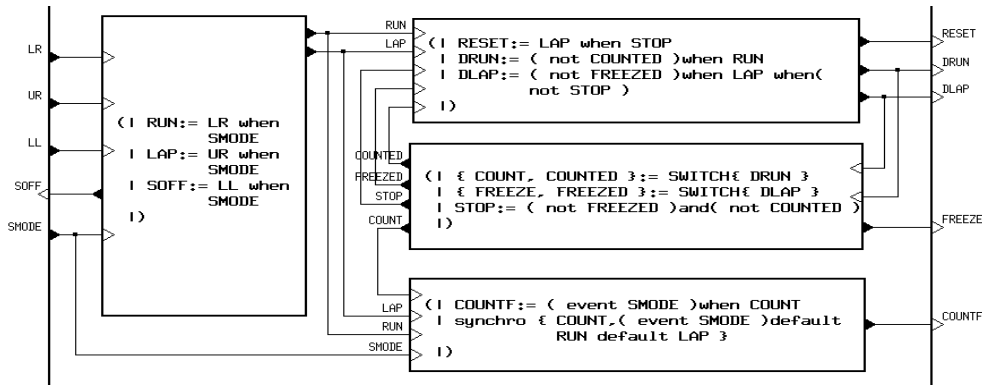 LR
UR
LL
SOFF
SMODE
(| RUN:= LR when
SMODE
| LAP:= UR when
SMODE
| SOFF:= LL when
SMODE
|)
RUN
LAP
(| RESET:= LAP when STOP
| DRUN:= ( not COUNTED )when RUN
| DLAP:= ( not FREEZED )when LAP when(
not STOP )
|)
RESET
DRUN
DLAP
COUNTED
FREEZED
STOP
COUNT
(| { COUNT, COUNTED }:= SWITCH{ DRUN }
| { FREEZE, FREEZED }:= SWITCH{ DLAP }
| STOP:= ( not FREEZED )and( not COUNTED )
|)
FREEZE
LAP
RUN
SMODE
(| COUNTF:= ( event SMODE )when COUNT
| synchro { COUNT,( event SMODE )default
RUN default LAP }
|)
COUNTF